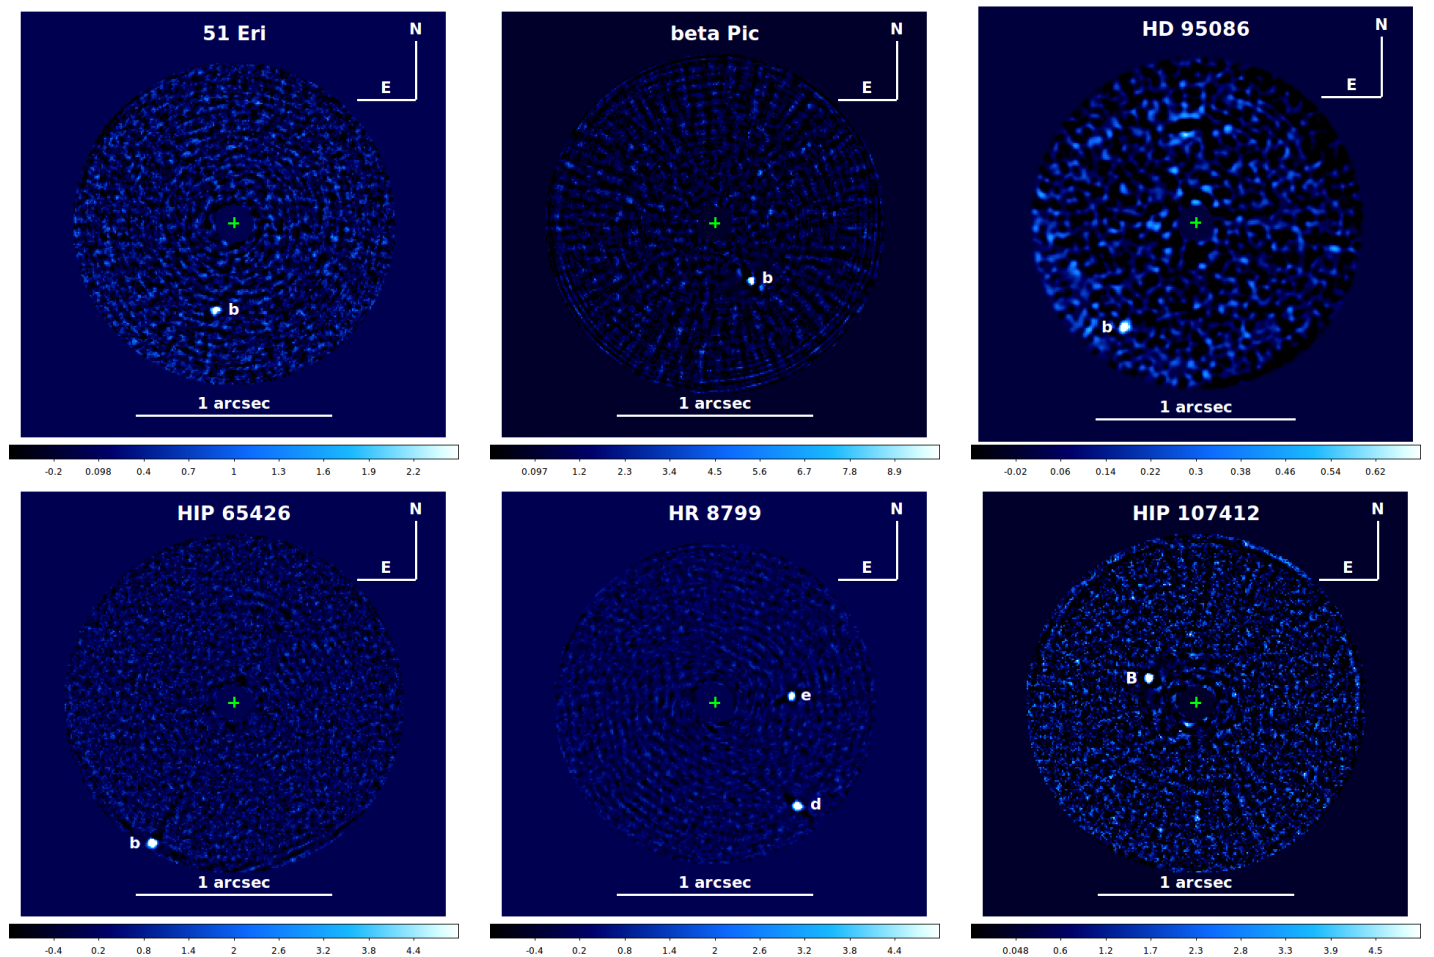 51 Eri
N
E
b
1 arcsec
-0.2 0.098 0.4 0.7 1 1.3 1.6 1.9 2.2
beta Pic
N
E
b
1 arcsec
0.097 1.2 2.3 3.4 4.5 5.6 6.7 7.8 8.9
HD 95086
N
E
b
1 arcsec
-0.02 0.06 0.14 0.22 0.3 0.38 0.46 0.54 0.62
HIP 65426
N
E
b
1 arcsec
-0.4 0.2 0.8 1.4 2 2.6 3.2 3.8 4.4
HR 8799
N
E
e
d
1 arcsec
-0.4 0.2 0.8 1.4 2 2.6 3.2 3.8 4.4
HIP 107412
N
E
B
1 arcsec
0.048 0.6 1.2 1.7 2.3 2.8 3.3 3.9 4.5